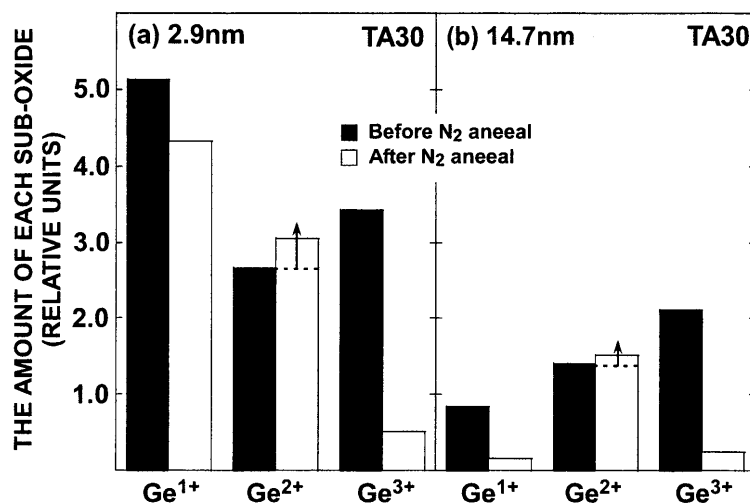 (a) 2.9nm TA30
(b) 14.7nm TA30
THE AMOUNT OF EACH SUB-OXIDE
(RELATIVE UNITS)
5.0
4.0
3.0
2.0
1.0
Before N₂ aneeal
After N₂ aneeal
Ge¹⁺ Ge²⁺ Ge³⁺
Ge¹⁺ Ge²⁺ Ge³⁺